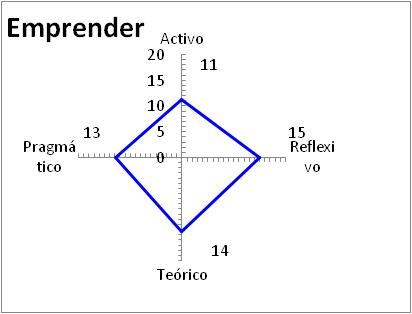 Emprender
Activo
20
11
15
10
5
0
13
15
Pragmá
tico
Reflexi
vo
14
Teórico